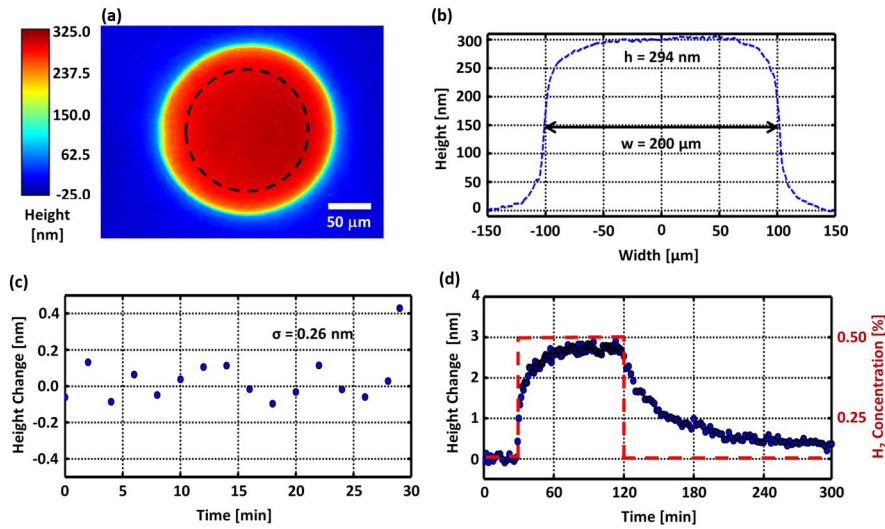 (a)
325.0
237.5
150.0
62.5
-25.0
Height
[nm]
50 μm
(b)
300
250
200
150
100
50
0
Height [nm]
h = 294 nm
w = 200 μm
-150
-100
-50
0
50
100
150
Width [μm]
(c)
0.4
0.2
0.0
-0.2
-0.4
Height Change [nm]
σ = 0.26 nm
0
5
10
15
20
25
30
Time [min]
(d)
4
3
2
1
0
Height Change [nm]
0.50
0.25
H2 Concentration [%]
0
60
120
180
240
300
Time [min]